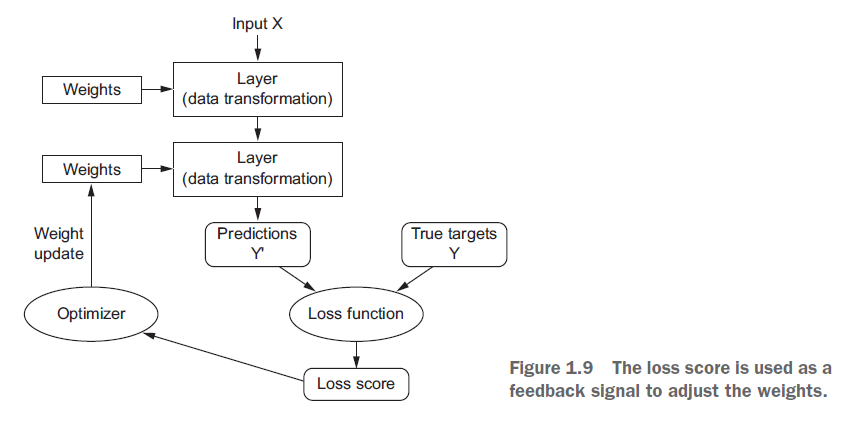 Input X
Layer
(data transformation)
Weights
Layer
(data transformation)
Weights
Weight
update
Predictions
Y'
True targets
Y
Optimizer
Loss function
Loss score
Figure 1.9 The loss score is used as a
feedback signal to adjust the weights.